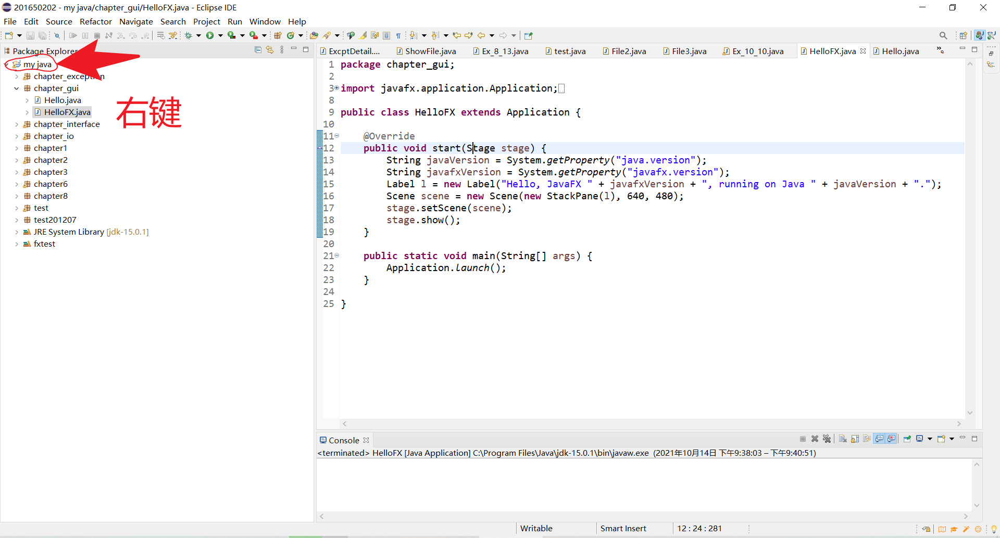 201650202 - my java/chapter_gui/HelloFX.java - Eclipse IDE
File Edit Source Refactor Navigate Search Project Run Window Help
Package Explorer
my java
chapter_exception
chapter_gui
Hello.java
HelloFX.java
chapter_interface
chapter_io
chapter1
chapter2
chapter3
chapter6
chapter8
test
test201207
JRE System Library [jdk-15.0.1]
fxtest
右键
ExcptDetail.... ShowFile.java Ex_8_13.java test.java File2.java File3.java Ex_10_10.java HelloFX.java Hello.java
1 package chapter_gui;
2
3 import javafx.application.Application;
8
9 public class HelloFX extends Application {
10
11     @Override
12     public void start(Stage stage) {
13         String javaVersion = System.getProperty("java.version");
14         String javafxVersion = System.getProperty("javafx.version");
15         Label l = new Label("Hello, JavaFX " + javafxVersion + ", running on Java " + javaVersion + ".");
16         Scene scene = new Scene(new StackPane(l), 640, 480);
17         stage.setScene(scene);
18         stage.show();
19     }
20
21     public static void main(String[] args) {
22         Application.launch();
23     }
24
25 }
Console
<terminated> HelloFX [Java Application] C:\Program Files\Java\jdk-15.0.1\bin\javaw.exe (2021年10月14日 下午9:38:03 – 下午9:40:51)
Writable Smart Insert 12 : 24 : 281